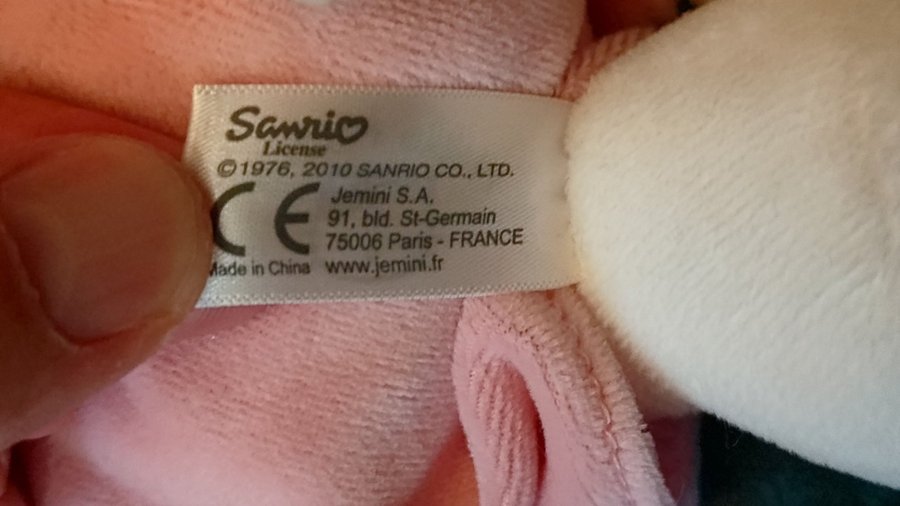 Sanrio
License
©1976, 2010 SANRIO CO., LTD.
CE
Jemini S.A.
91, bld. St-Germain
75006 Paris - FRANCE
Made in China
www.jemini.fr